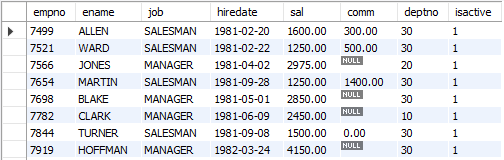 empno ename job hiredate sal comm deptno isactive
7499 ALLEN SALESMAN 1981-02-20 1600.00 300.00 30 1
7521 WARD SALESMAN 1981-02-22 1250.00 500.00 30 1
7566 JONES MANAGER 1981-04-02 2975.00 NULL 20 1
7654 MARTIN SALESMAN 1981-09-28 1250.00 1400.00 30 1
7698 BLAKE MANAGER 1981-05-01 2850.00 NULL 30 1
7782 CLARK MANAGER 1981-06-09 2450.00 NULL 10 1
7844 TURNER SALESMAN 1981-09-08 1500.00 0.00 30 1
7919 HOFFMAN MANAGER 1982-03-24 4150.00 NULL 30 1